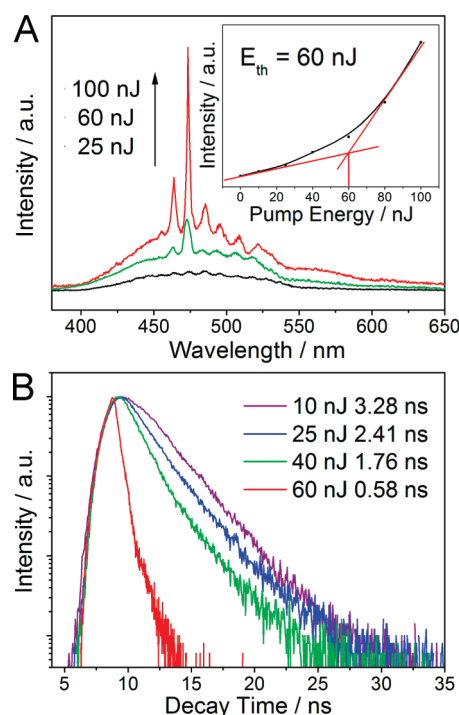 A
E_th = 60 nJ
100 nJ
60 nJ
25 nJ
Intensity / a.u.
Intensity / a.u.
0 20 40 60 80 100
Pump Energy / nJ
400 450 500 550 600 650
Wavelength / nm
B
10 nJ 3.28 ns
25 nJ 2.41 ns
40 nJ 1.76 ns
60 nJ 0.58 ns
Intensity / a.u.
5 10 15 20 25 30 35
Decay Time / ns